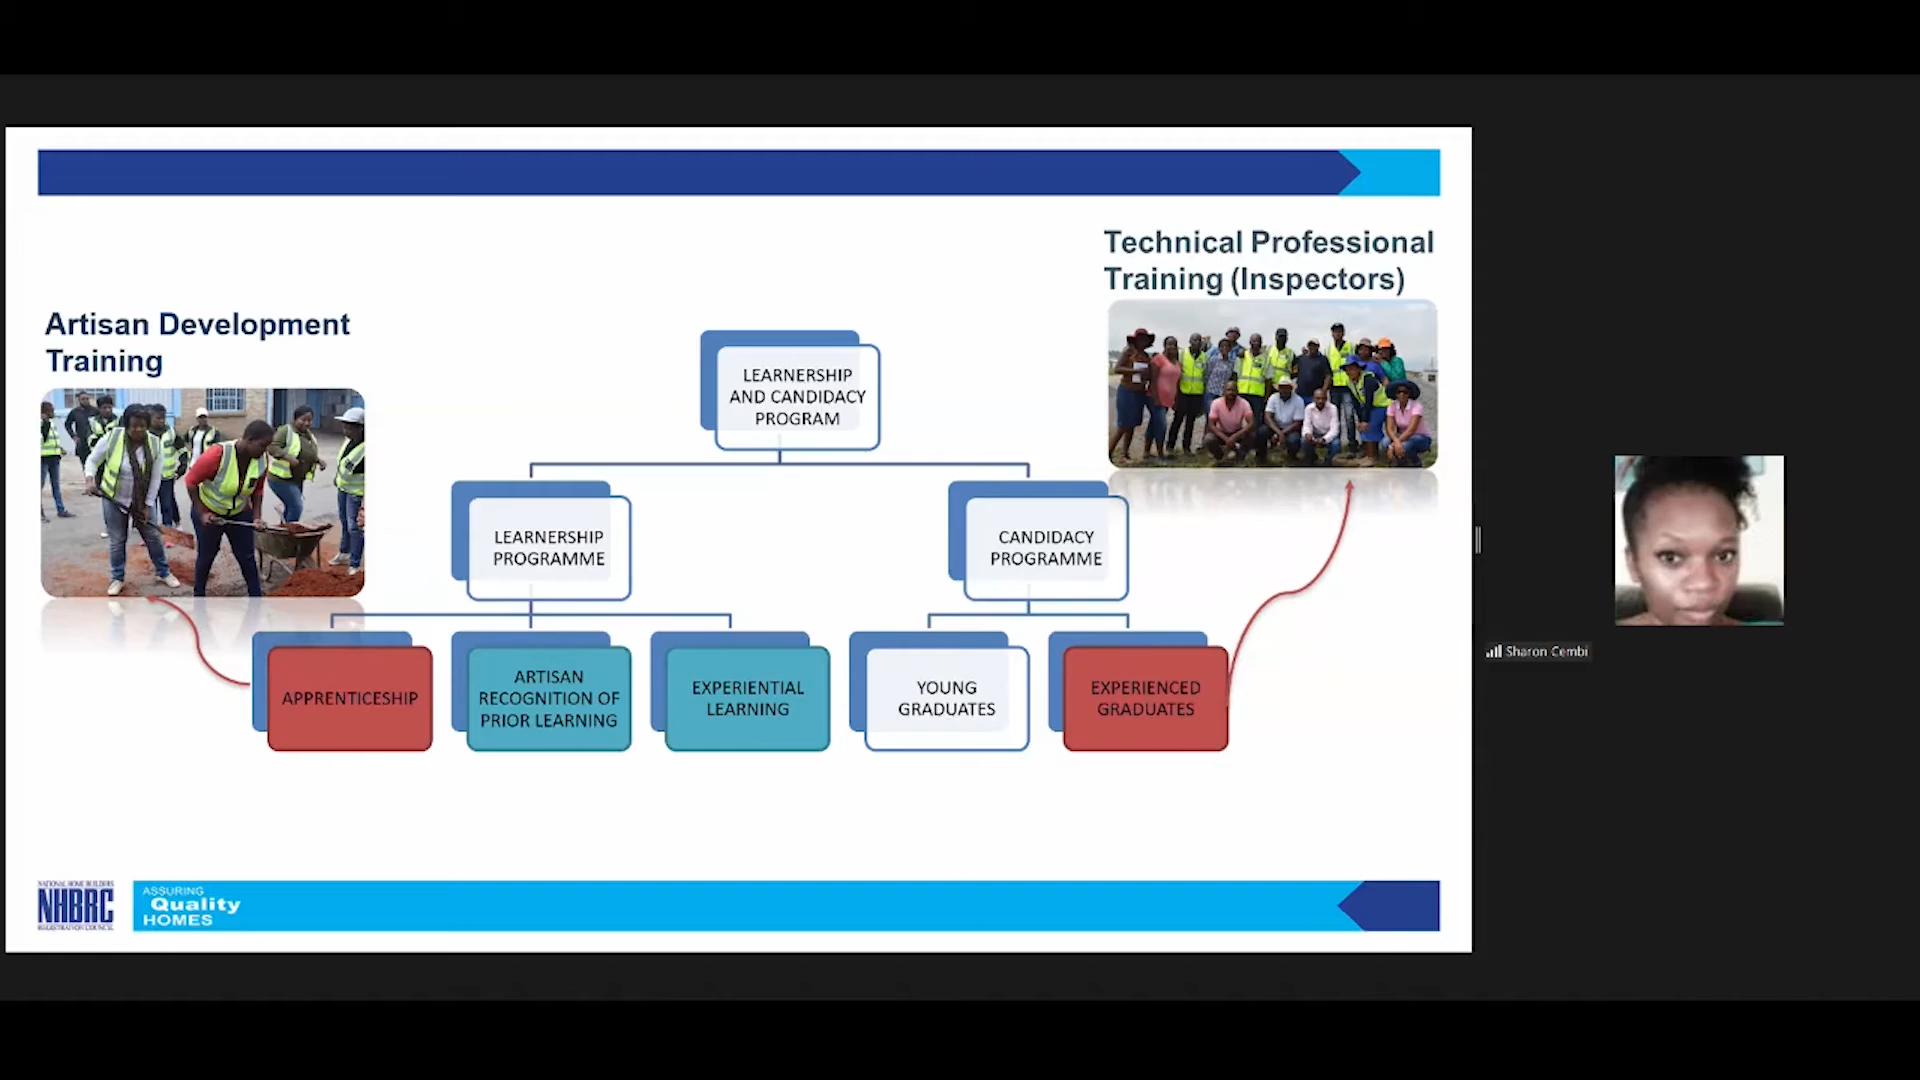 Technical Professional
Training (Inspectors)
Artisan Development
Training
LEARNERSHIP
AND CANDIDACY
PROGRAM
LEARNERSHIP
PROGRAMME
CANDIDACY
PROGRAMME
APPRENTICESHIP
ARTISAN
RECOGNITION OF
PRIOR LEARNING
EXPERIENTIAL
LEARNING
YOUNG
GRADUATES
EXPERIENCED
GRADUATES
Sharon Cembi
NATIONAL HOME BUILDERS
NHBRC
REGISTRATION COUNCIL
ASSURING
Quality
HOMES